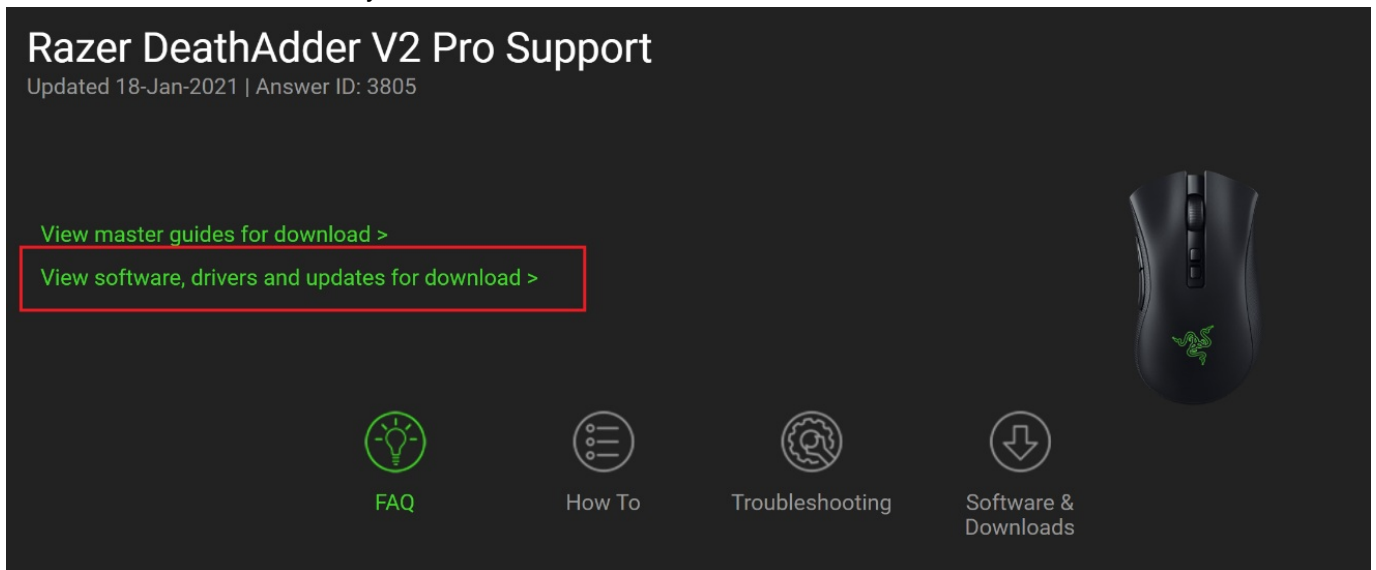 Razer DeathAdder V2 Pro Support
Updated 18-Jan-2021 | Answer ID: 3805
View master guides for download >
View software, drivers and updates for download >
FAQ
How To
Troubleshooting
Software &
Downloads